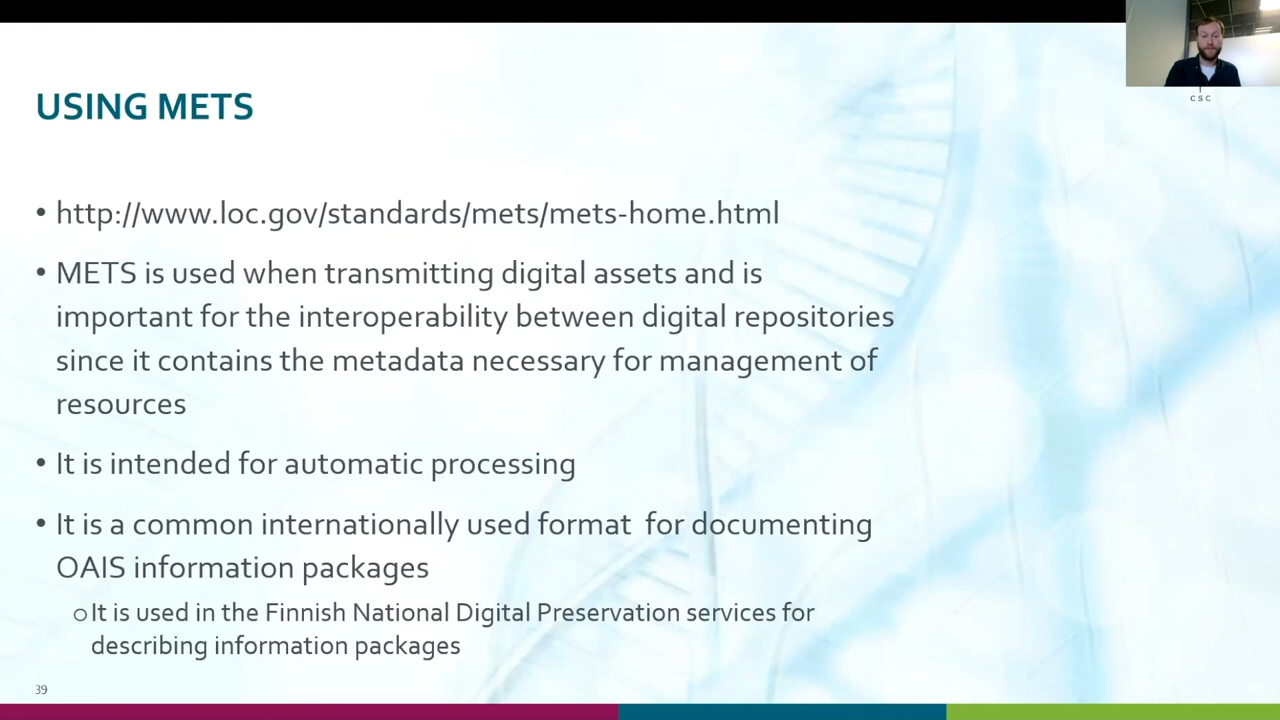 CSC
USING METS
• http://www.loc.gov/standards/mets/mets-home.html
• METS is used when transmitting digital assets and is
important for the interoperability between digital repositories
since it contains the metadata necessary for management of
resources
• It is intended for automatic processing
• It is a common internationally used format  for documenting
OAIS information packages
o It is used in the Finnish National Digital Preservation services for
describing information packages
39